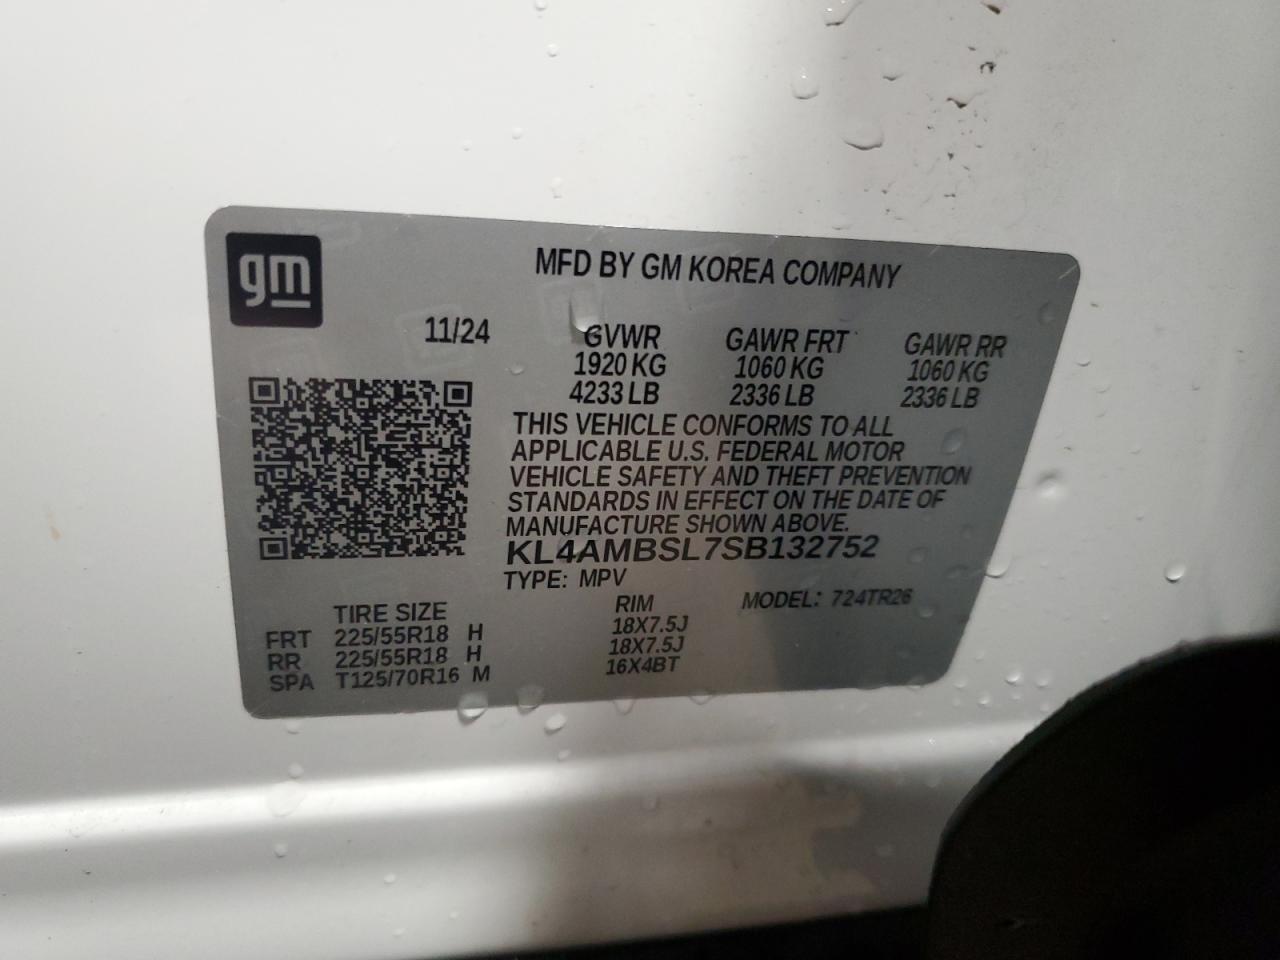 gm
MFD BY GM KOREA COMPANY
11/24 GVWR GAWR FRT GAWR RR
1920 KG 1060 KG 1060 KG
4233 LB 2336 LB 2336 LB
THIS VEHICLE CONFORMS TO ALL
APPLICABLE U.S. FEDERAL MOTOR
VEHICLE SAFETY AND THEFT PREVENTION
STANDARDS IN EFFECT ON THE DATE OF
MANUFACTURE SHOWN ABOVE.
KL4AMBSL7SB132752
TYPE: MPV
TIRE SIZE RIM MODEL: 724TR26
FRT 225/55R18 H 18X7.5J
RR 225/55R18 H 18X7.5J
SPA T125/70R16 M 16X4BT